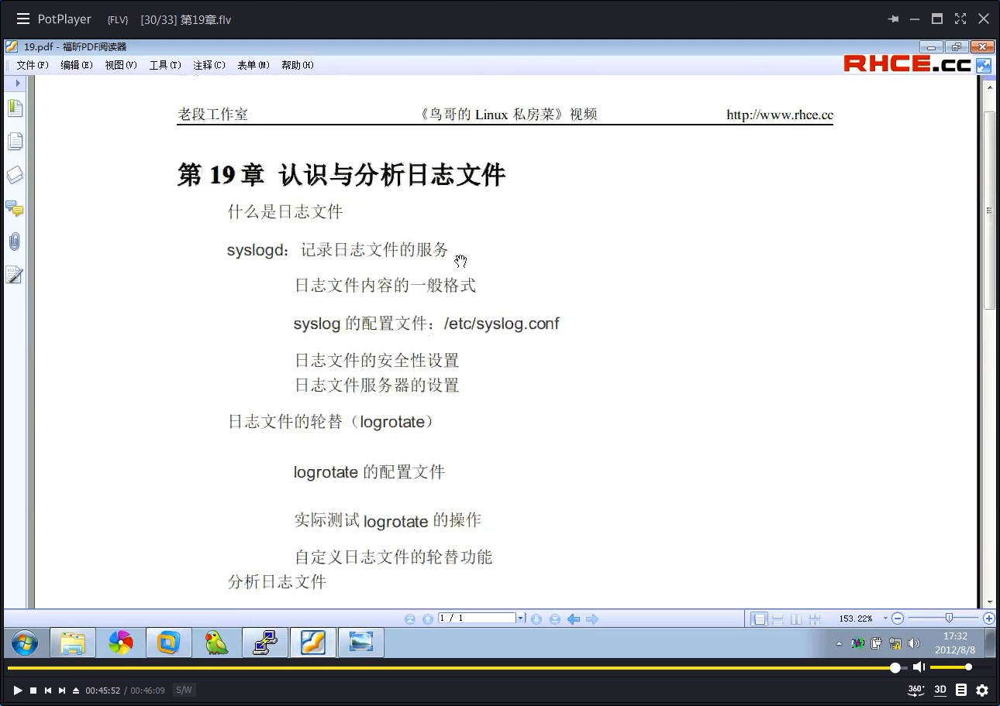 PotPlayer {FLV} [30/33] 第19章.flv
19.pdf - 福昕PDF阅读器
文件(F) 编辑(E) 视图(V) 工具(T) 注释(C) 表单(M) 帮助(H)
RHCE.cc
老段工作室 《鸟哥的 Linux 私房菜》视频 http://www.rhce.cc
第 19 章 认识与分析日志文件
什么是日志文件
syslogd：记录日志文件的服务
日志文件内容的一般格式
syslog 的配置文件：/etc/syslog.conf
日志文件的安全性设置
日志文件服务器的设置
日志文件的轮替（logrotate）
logrotate 的配置文件
实际测试 logrotate 的操作
自定义日志文件的轮替功能
分析日志文件
1 / 1 153.22%
17:32
2012/8/8
00:45:52 / 00:46:09 S/W 360° 3D